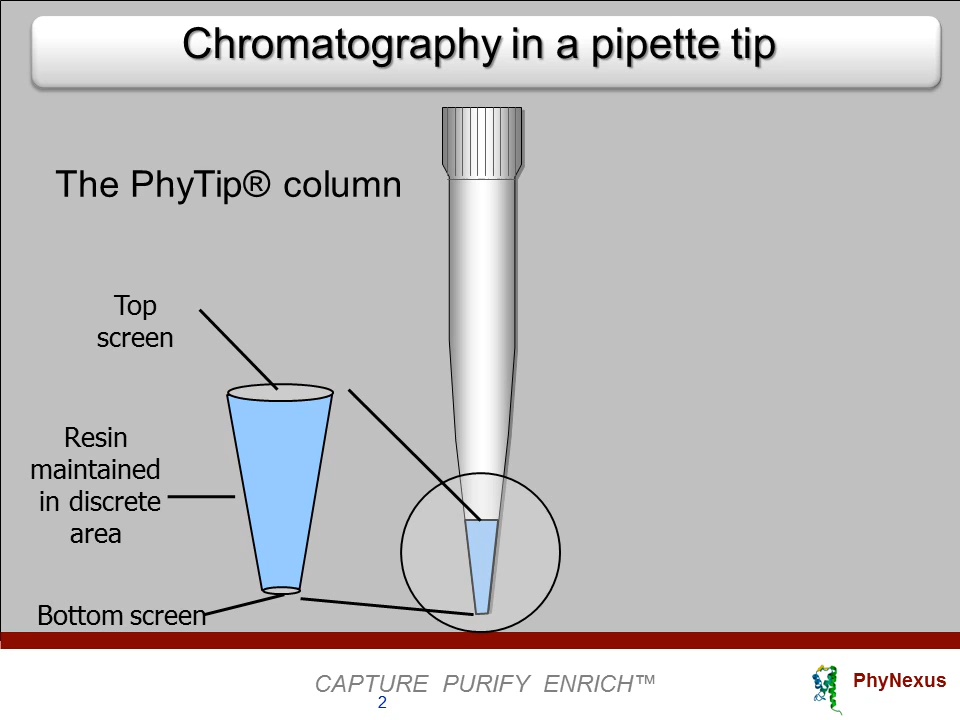 Chromatography in a pipette tip
The PhyTip® column
Top
screen
Resin
maintained
in discrete
area
Bottom screen
CAPTURE PURIFY ENRICH™
2
PhyNexus